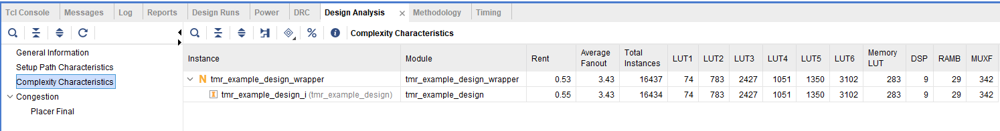 Tcl Console Messages Log Reports Design Runs Power DRC Design Analysis × Methodology Timing
Complexity Characteristics
General Information
Setup Path Characteristics
Complexity Characteristics
Congestion
Placer Final
Instance Module Rent Average Fanout Total Instances LUT1 LUT2 LUT3 LUT4 LUT5 LUT6 Memory LUT DSP RAMB MUXF
N tmr_example_design_wrapper tmr_example_design_wrapper 0.53 3.43 16437 74 783 2427 1051 1350 3102 283 9 29 342
I tmr_example_design_i (tmr_example_design) tmr_example_design 0.55 3.43 16434 74 783 2427 1051 1350 3102 283 9 29 342